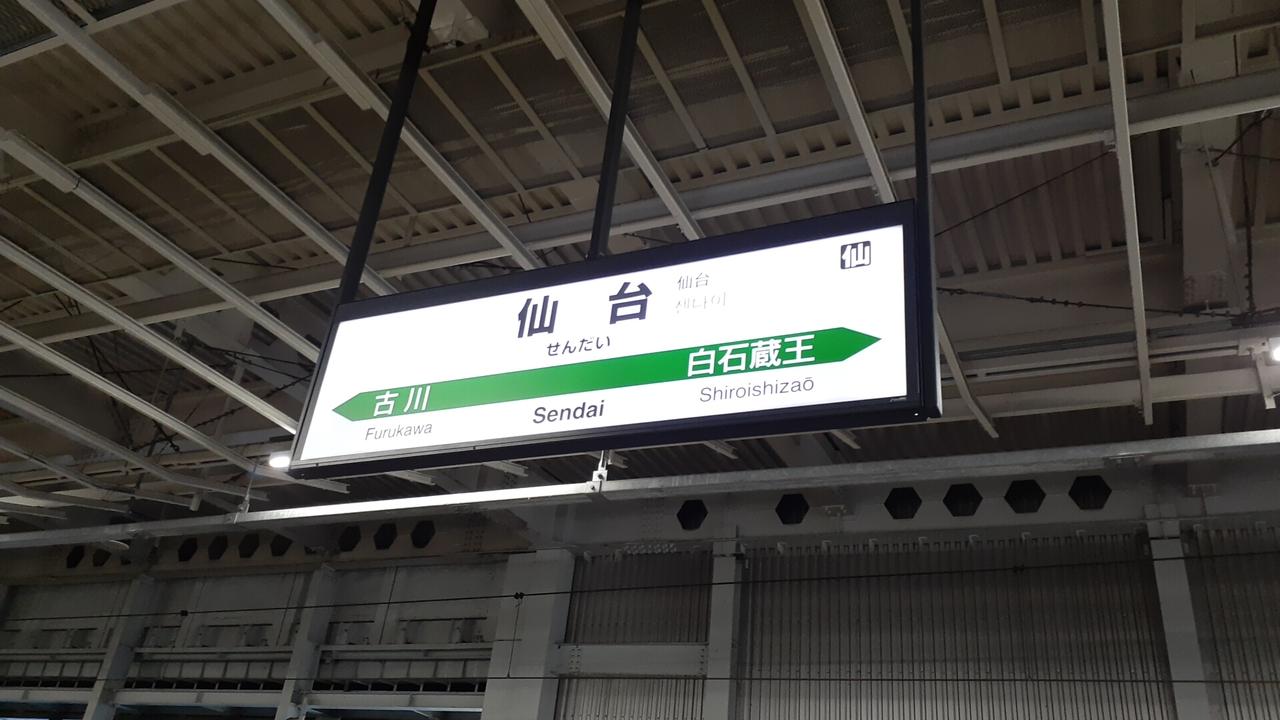 仙
仙台
仙台
센다이
せんだい
古川
白石蔵王
Furukawa
Sendai
Shiroishizaō